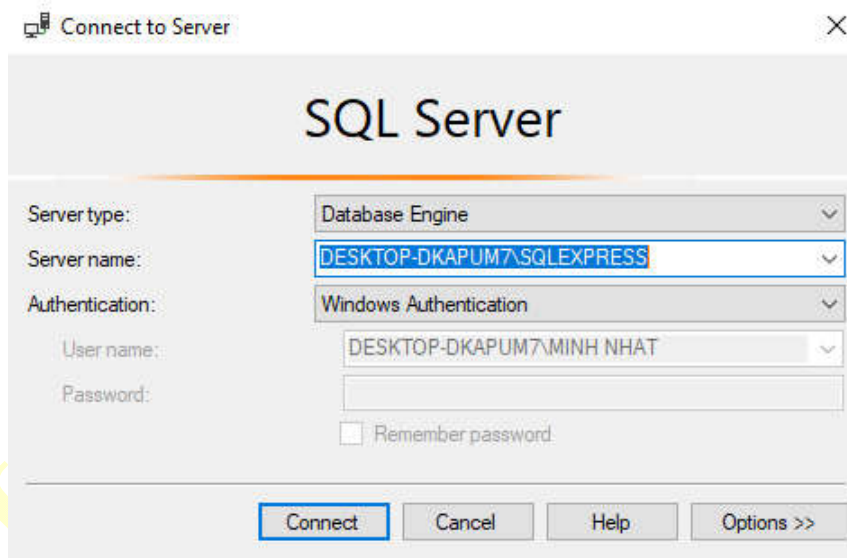 Connect to Server
SQL Server
Server type: Database Engine
Server name: DESKTOP-DKAPUM7\SQLEXPRESS
Authentication: Windows Authentication
User name: DESKTOP-DKAPUM7\MINH NHAT
Password:
Remember password
Connect Cancel Help Options >>